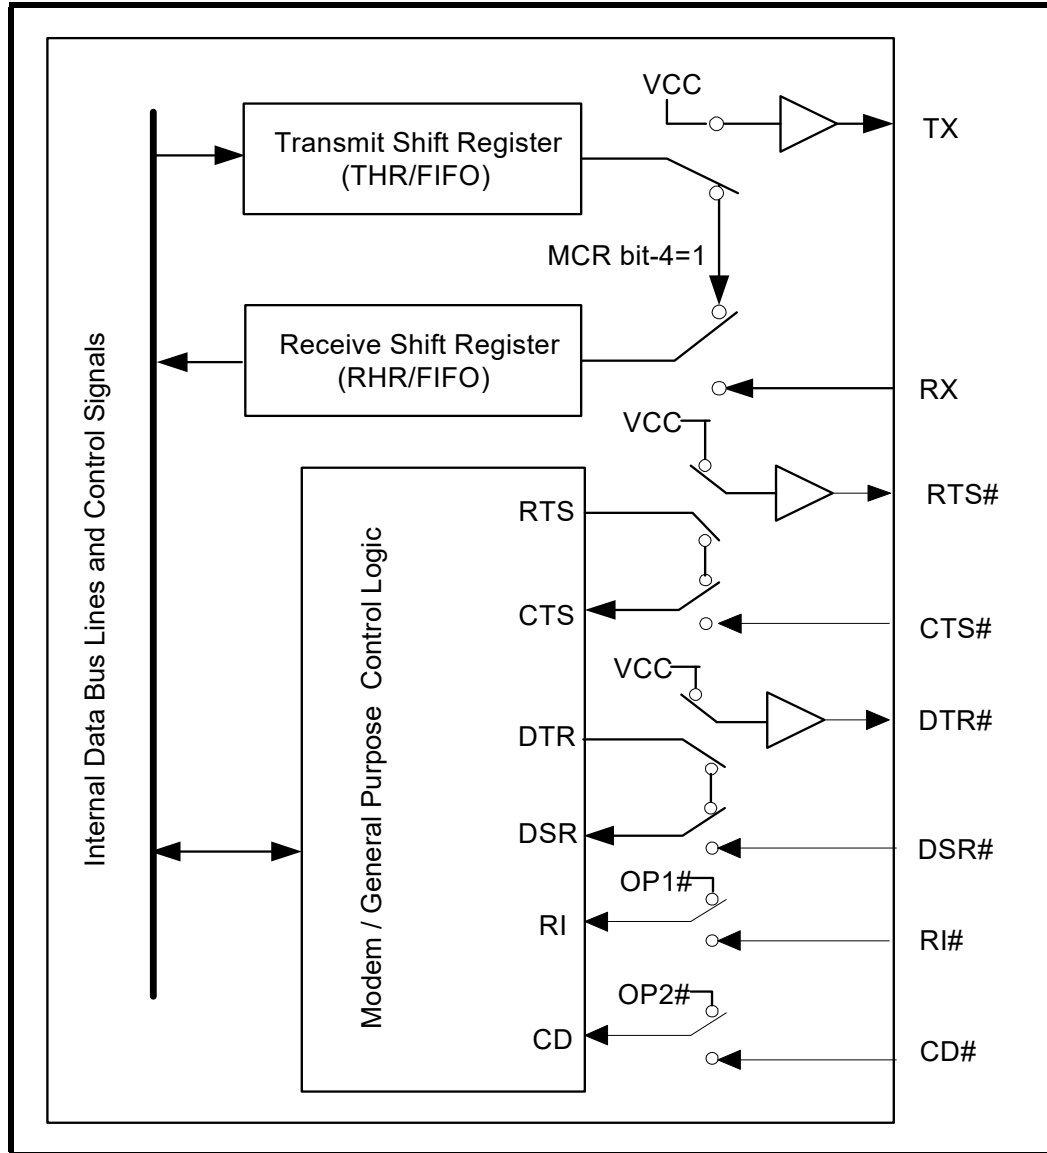 VCC
TX
Transmit Shift Register
(THR/FIFO)
MCR bit-4=1
Receive Shift Register
(RHR/FIFO)
RX
Internal Data Bus Lines and Control Signals
VCC
RTS#
Modem / General Purpose Control Logic
RTS
CTS
CTS#
VCC
DTR#
DTR
DSR
DSR#
OP1#
RI
RI#
OP2#
CD
CD#